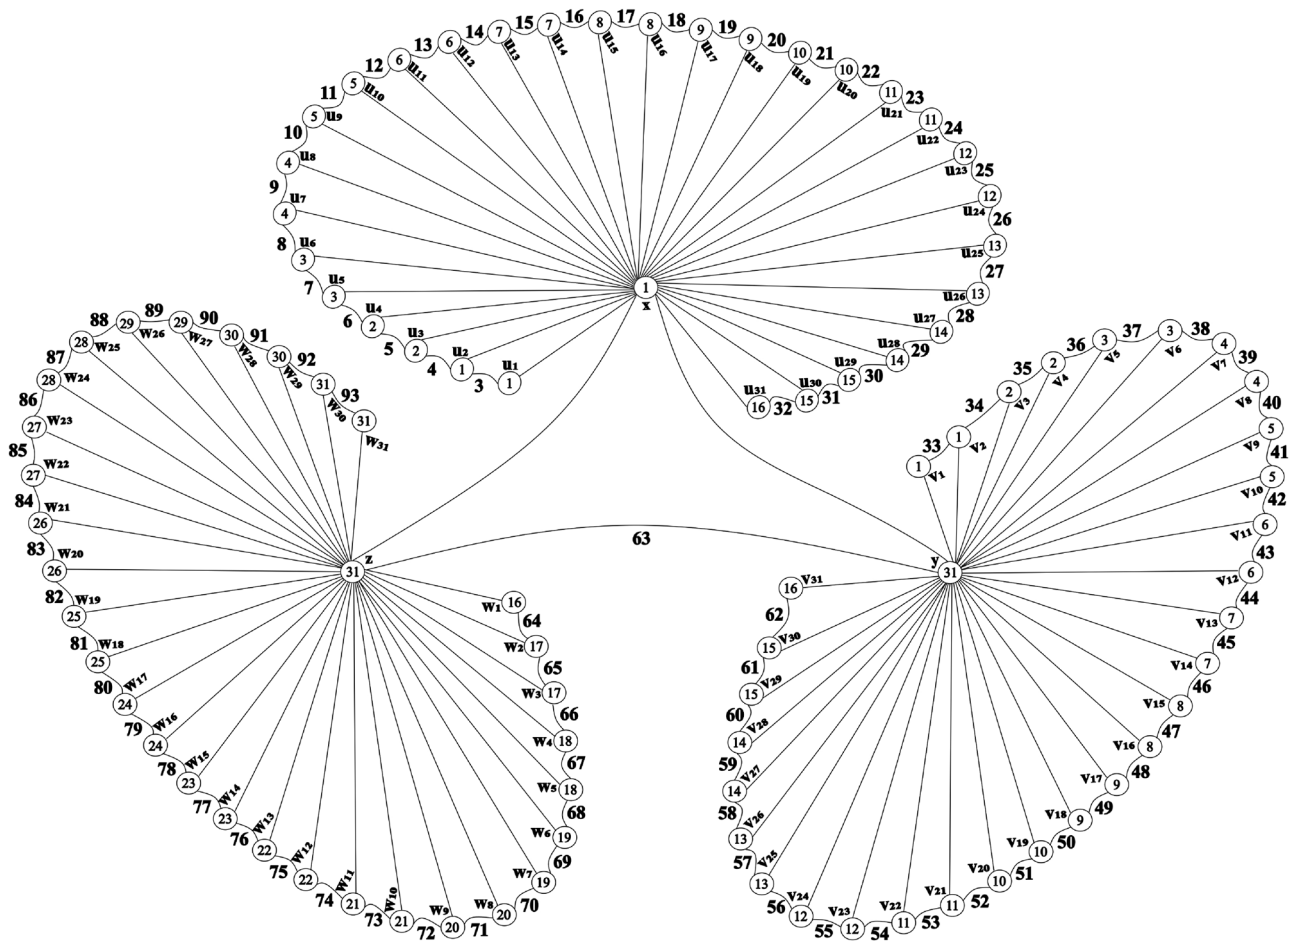 15 16 17 18 19 20
14 7 7 8 8 9 9 21
13 6 u13 u14 u15 u16 u17 u18 10 22
12 6 u12 u19 10 23
11 5 u11 u20 11 24
10 5 u10 u21 11 25
u9 u22 12
9 4 u8 u23 12 26
8 4 u7 u24 13 27
7 3 u6 u25 13 28
6 3 u5 1 u26 14 29
5 2 u4 x u27 14 30
4 2 u3 u28 15 31
3 1 u2 u29 15 32
1 u1 u30 16
u31
33 34 35 36 37 38 39 40 41 42 43 44 45 46 47 48 49 50 51 52 53 54 55 56 57 58 59 60 61 62
1 1 2 2 3 3 4 4 5 5 6 6 7 7 8 8 9 9 10 10 11 11 12 12 13 13 14 14 15 15 16
v1 v2 v3 v4 v5 v6 v7 v8 v9 v10 v11 v12 v13 v14 v15 v16 v17 v18 v19 v20 v21 v22 v23 v24 v25 v26 v27 v28 v29 v30 v31
y 31
63
z 31
64 65 66 67 68 69 70 71 72 73 74 75 76 77 78 79 80 81 82 83 84 85 86 87 88 89 90 91 92 93
16 17 17 18 18 19 19 20 20 21 21 22 22 23 23 24 24 25 25 26 26 27 27 28 28 29 29 30 30 31 31
w1 w2 w3 w4 w5 w6 w7 w8 w9 w10 w11 w12 w13 w14 w15 w16 w17 w18 w19 w20 w21 w22 w23 w24 w25 w26 w27 w28 w29 w30 w31